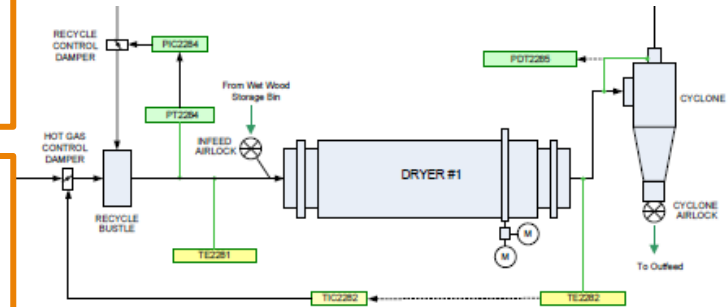 RECYCLE
CONTROL
DAMPER
PIC2284
PDT2285
From Wet Wood
Storage Bin
PT2284
CYCLONE
HOT GAS
CONTROL
DAMPER
INFEED
AIRLOCK
DRYER #1
RECYCLE
BUSTLE
CYCLONE
AIRLOCK
M
M
TE2281
To Outfeed
TIC2282
TE2282